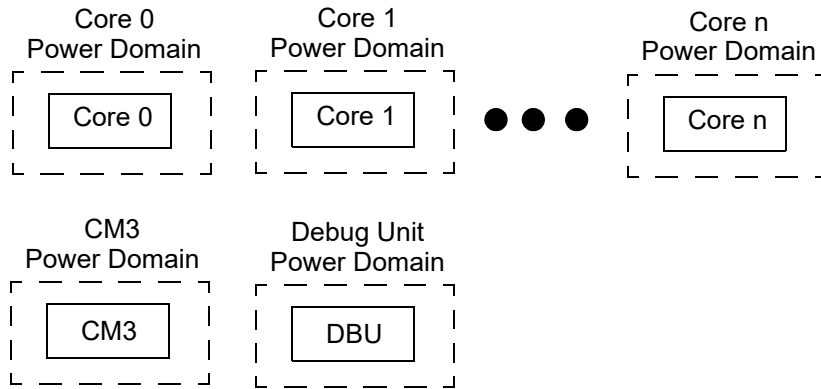 Core 0
Power Domain
Core 0
Core 1
Power Domain
Core 1
Core n
Power Domain
Core n
CM3
Power Domain
CM3
Debug Unit
Power Domain
DBU